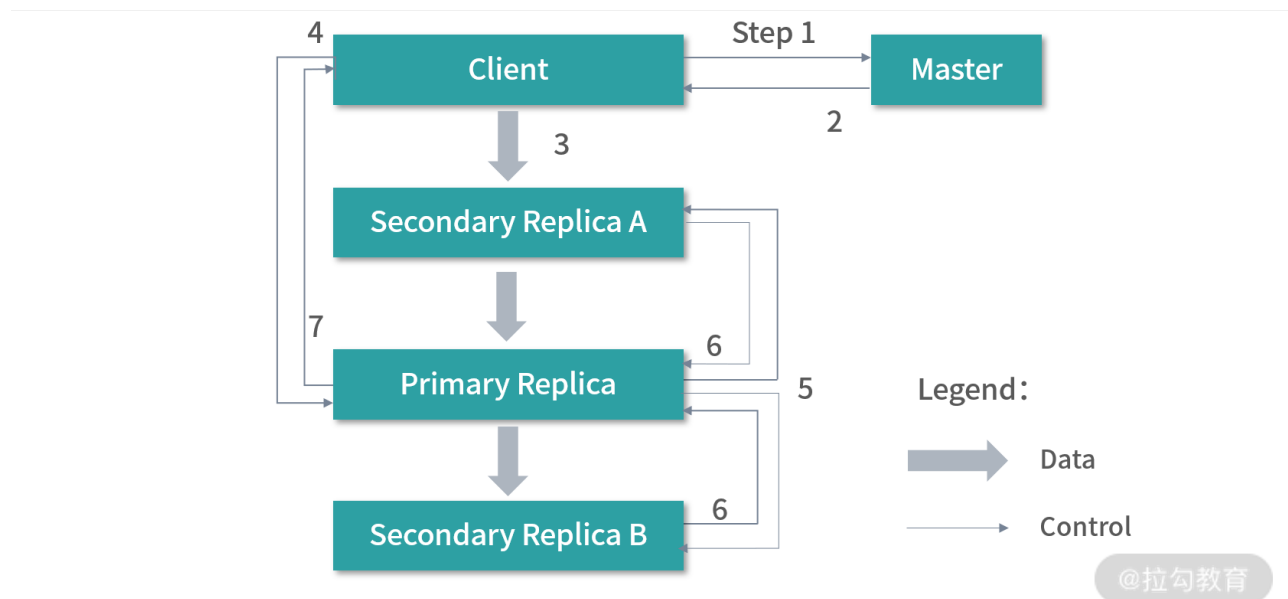 4
Step 1
Client
Master
2
3
Secondary Replica A
7
6
Primary Replica
5
Legend：
Data
6
Secondary Replica B
Control
@拉勾教育